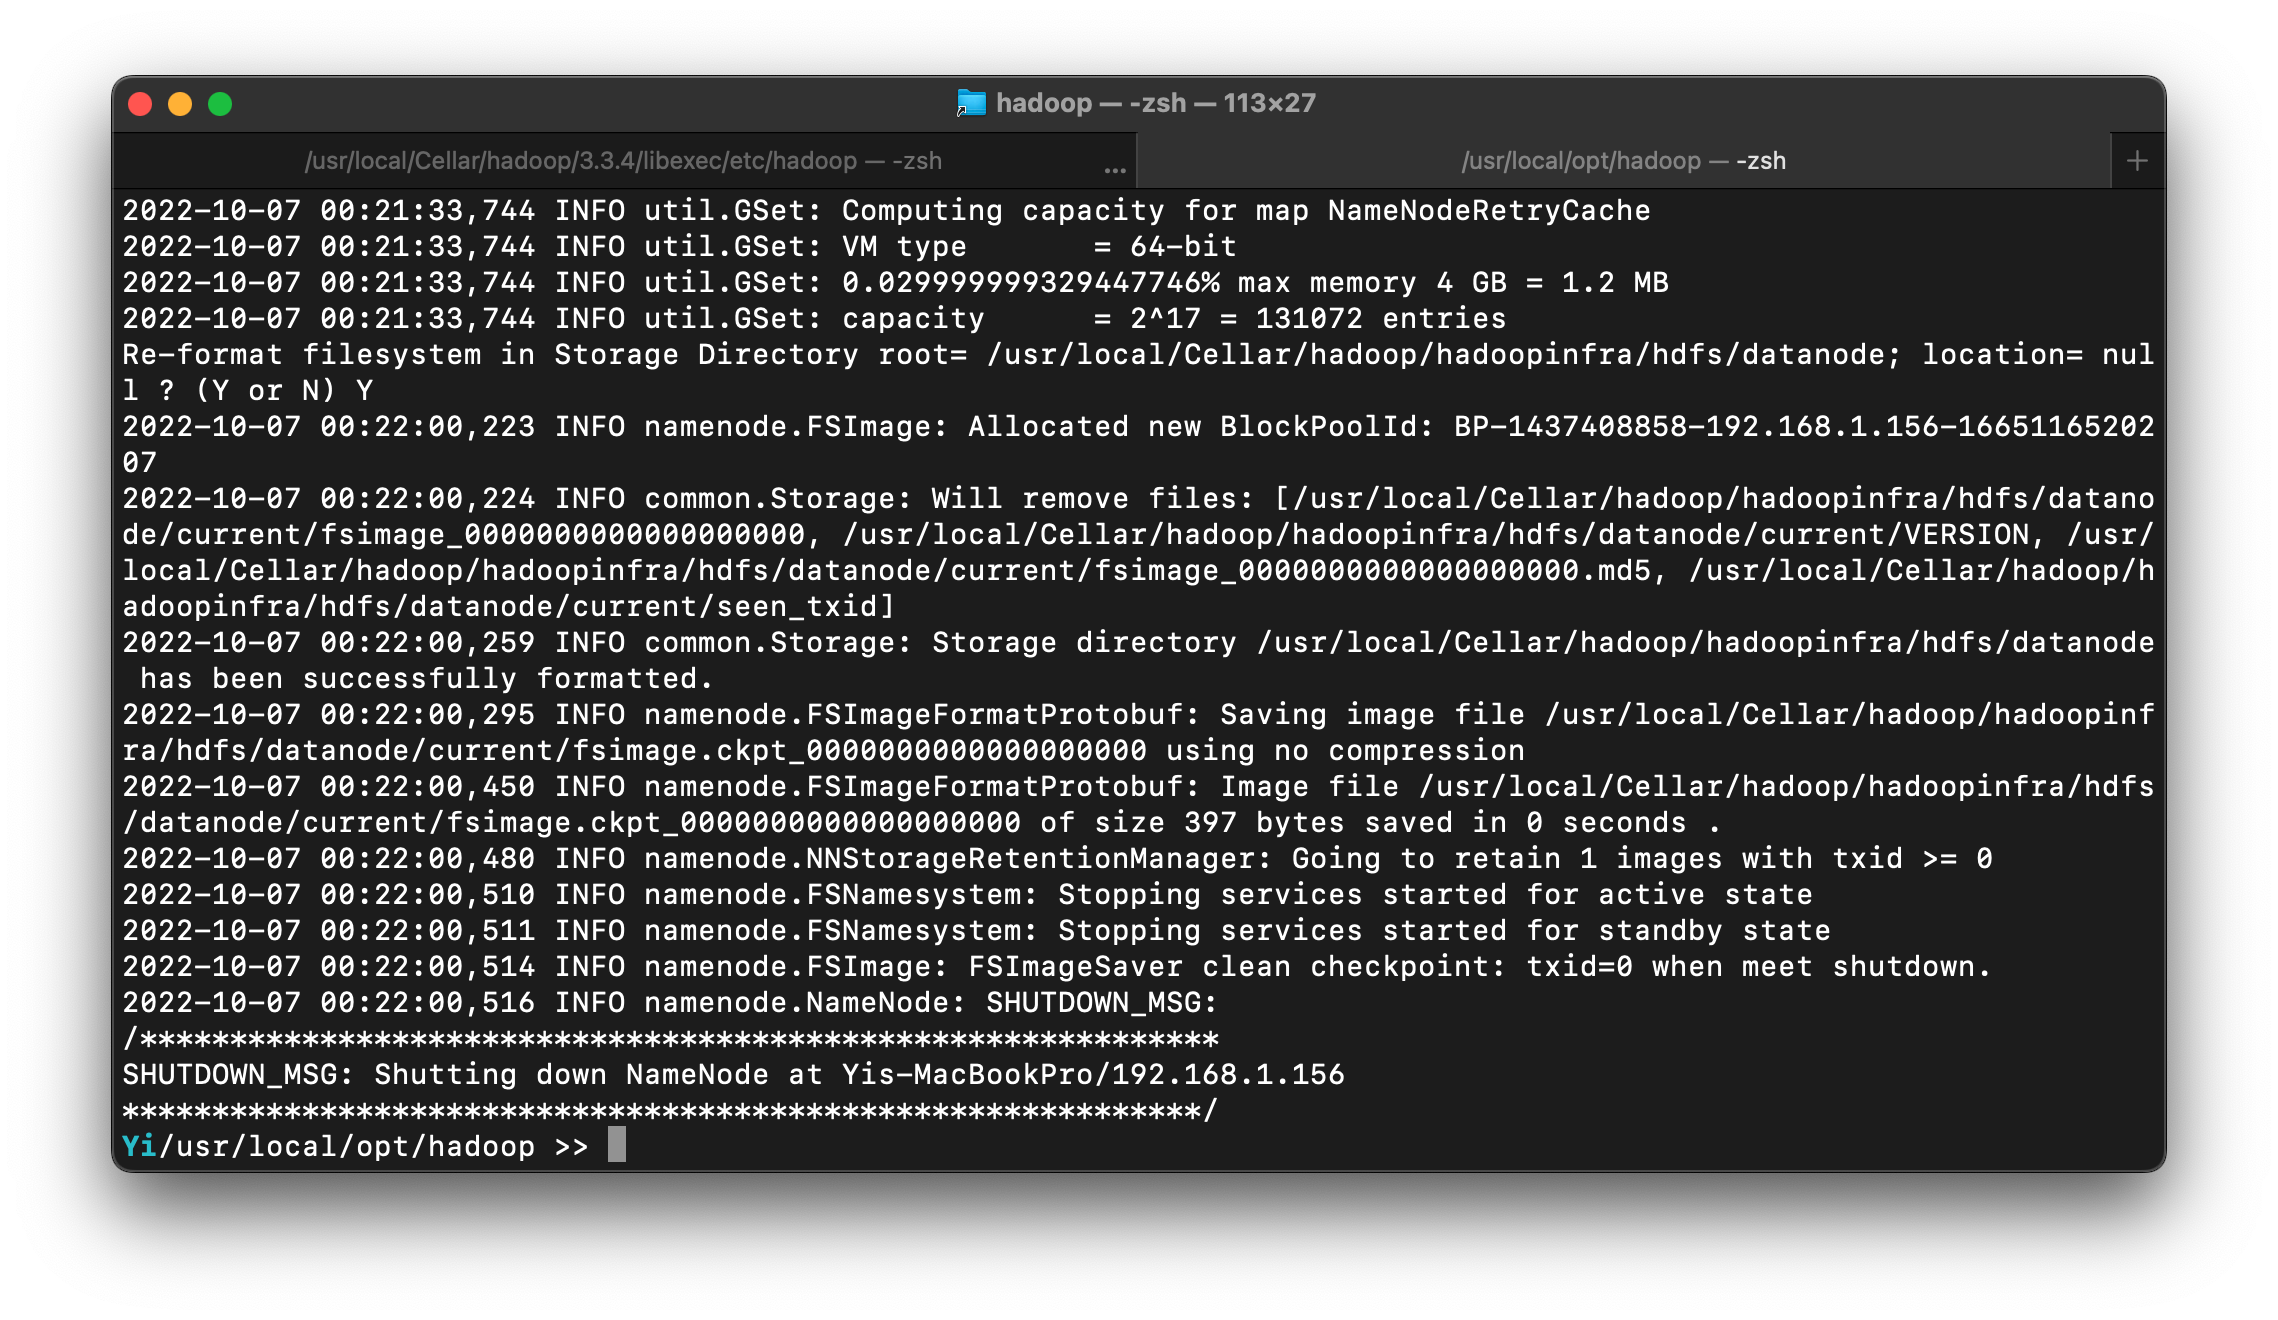 hadoop — -zsh — 113×27
/usr/local/Cellar/hadoop/3.3.4/libexec/etc/hadoop — -zsh ... /usr/local/opt/hadoop — -zsh +
2022-10-07 00:21:33,744 INFO util.GSet: Computing capacity for map NameNodeRetryCache
2022-10-07 00:21:33,744 INFO util.GSet: VM type       = 64-bit
2022-10-07 00:21:33,744 INFO util.GSet: 0.029999999329447746% max memory 4 GB = 1.2 MB
2022-10-07 00:21:33,744 INFO util.GSet: capacity      = 2^17 = 131072 entries
Re-format filesystem in Storage Directory root= /usr/local/Cellar/hadoop/hadoopinfra/hdfs/datanode; location= nul
l ? (Y or N) Y
2022-10-07 00:22:00,223 INFO namenode.FSImage: Allocated new BlockPoolId: BP-1437408858-192.168.1.156-16651165202
07
2022-10-07 00:22:00,224 INFO common.Storage: Will remove files: [/usr/local/Cellar/hadoop/hadoopinfra/hdfs/datano
de/current/fsimage_0000000000000000000, /usr/local/Cellar/hadoop/hadoopinfra/hdfs/datanode/current/VERSION, /usr/
local/Cellar/hadoop/hadoopinfra/hdfs/datanode/current/fsimage_0000000000000000000.md5, /usr/local/Cellar/hadoop/h
adoopinfra/hdfs/datanode/current/seen_txid]
2022-10-07 00:22:00,259 INFO common.Storage: Storage directory /usr/local/Cellar/hadoop/hadoopinfra/hdfs/datanode
 has been successfully formatted.
2022-10-07 00:22:00,295 INFO namenode.FSImageFormatProtobuf: Saving image file /usr/local/Cellar/hadoop/hadoopinf
ra/hdfs/datanode/current/fsimage.ckpt_0000000000000000000 using no compression
2022-10-07 00:22:00,450 INFO namenode.FSImageFormatProtobuf: Image file /usr/local/Cellar/hadoop/hadoopinfra/hdfs
/datanode/current/fsimage.ckpt_0000000000000000000 of size 397 bytes saved in 0 seconds .
2022-10-07 00:22:00,480 INFO namenode.NNStorageRetentionManager: Going to retain 1 images with txid >= 0
2022-10-07 00:22:00,510 INFO namenode.FSNamesystem: Stopping services started for active state
2022-10-07 00:22:00,511 INFO namenode.FSNamesystem: Stopping services started for standby state
2022-10-07 00:22:00,514 INFO namenode.FSImage: FSImageSaver clean checkpoint: txid=0 when meet shutdown.
2022-10-07 00:22:00,516 INFO namenode.NameNode: SHUTDOWN_MSG:
/************************************************************
SHUTDOWN_MSG: Shutting down NameNode at Yis-MacBookPro/192.168.1.156
************************************************************/
Yi/usr/local/opt/hadoop >>